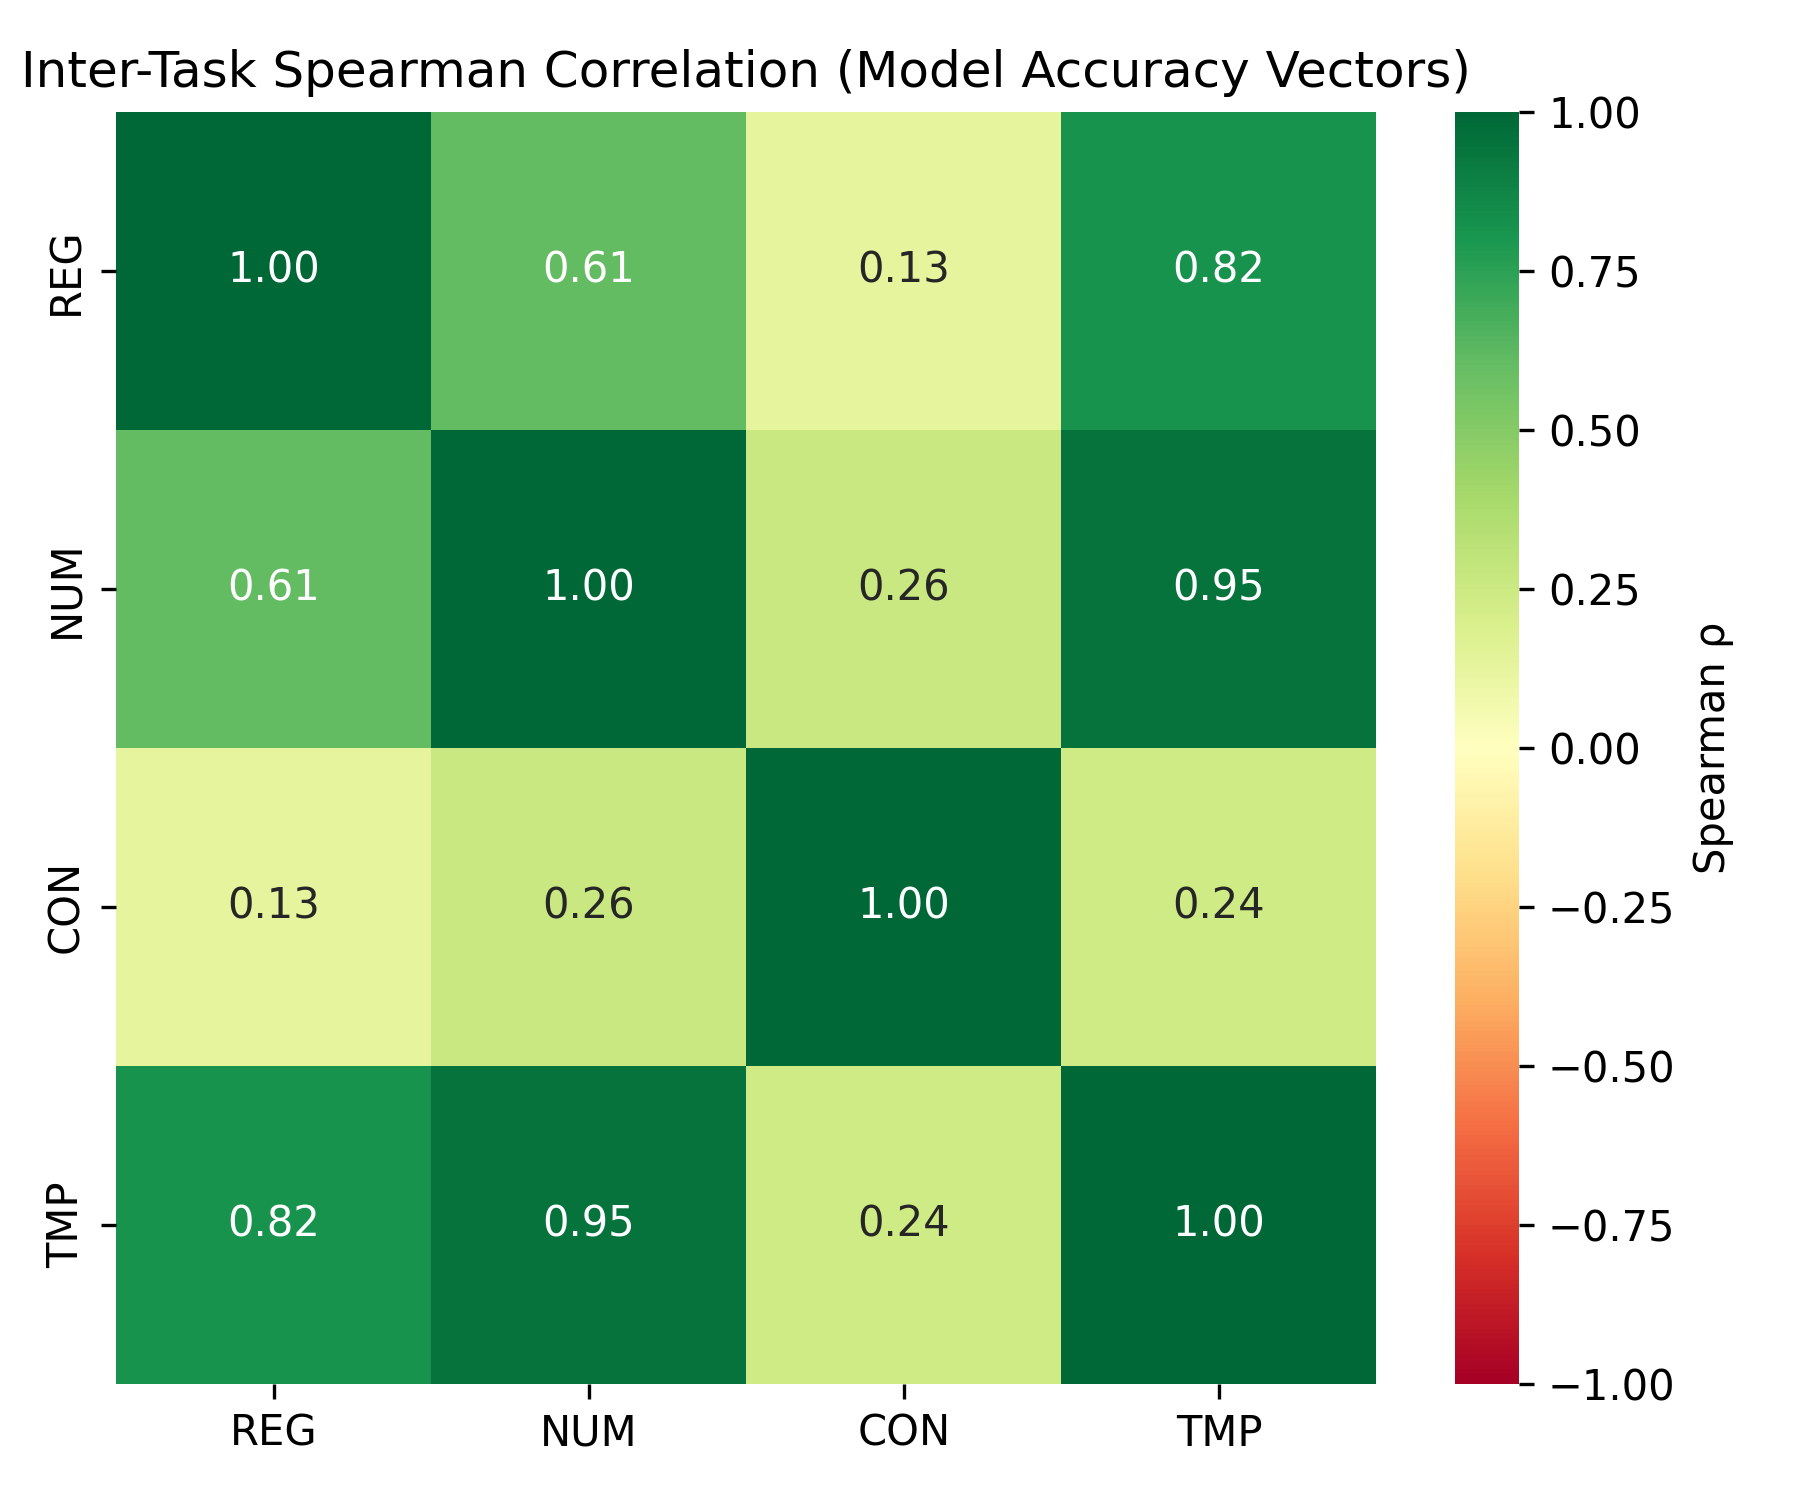 Inter-Task Spearman Correlation (Model Accuracy Vectors)
REG 1.00 0.61 0.13 0.82
NUM 0.61 1.00 0.26 0.95
CON 0.13 0.26 1.00 0.24
TMP 0.82 0.95 0.24 1.00
REG NUM CON TMP
1.00
0.75
0.50
0.25
0.00
−0.25
−0.50
−0.75
−1.00
Spearman ρ